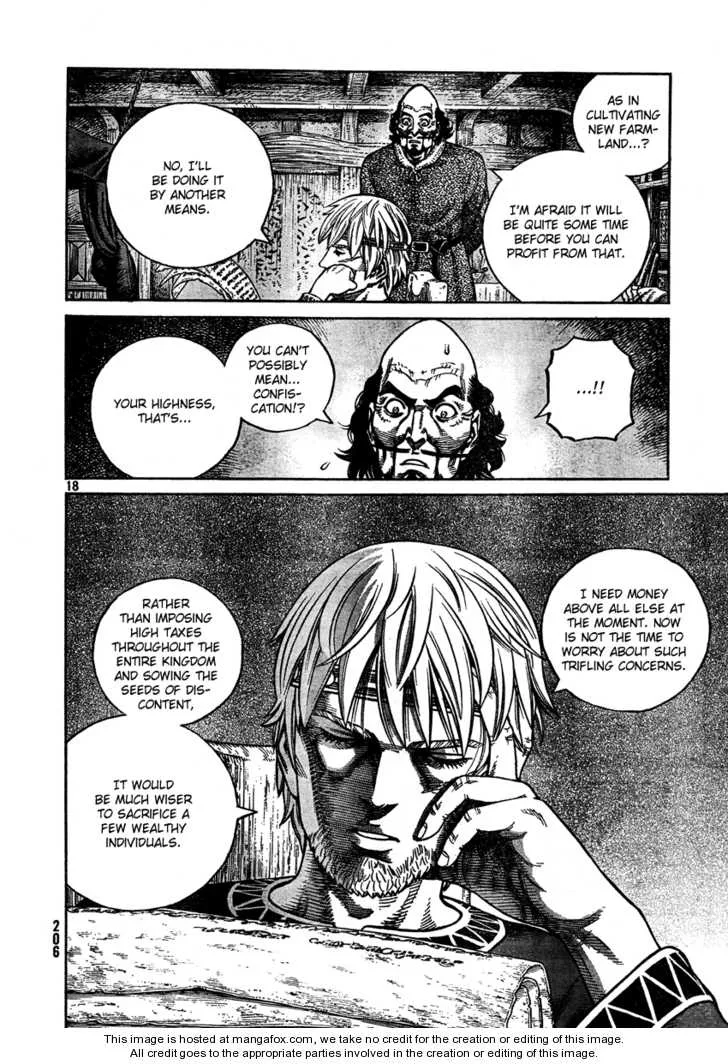 AS IN
CULTIVATING
NEW FARM-
LAND...?
I'M AFRAID IT WILL
BE QUITE SOME TIME
BEFORE YOU CAN
PROFIT FROM THAT.
NO, I'LL
BE DOING IT
BY ANOTHER
MEANS.
...!!
YOU CAN'T
POSSIBLY
MEAN...
CONFIS-
CATION!?
YOUR HIGHNESS,
THAT'S...
18
I NEED MONEY
ABOVE ALL ELSE AT
THE MOMENT. NOW
IS NOT THE TIME TO
WORRY ABOUT SUCH
TRIFLING CONCERNS.
RATHER
THAN IMPOSING
HIGH TAXES
THROUGHOUT THE
ENTIRE KINGDOM
AND SOWING THE
SEEDS OF DIS-
CONTENT,
IT WOULD
BE MUCH WISER
TO SACRIFICE A
FEW WEALTHY
INDIVIDUALS.
206
This image is hosted at mangafox.com, we take no credit for the creation or editing of this image.
All credit goes to the appropriate parties involved in the creation and editing of this image.